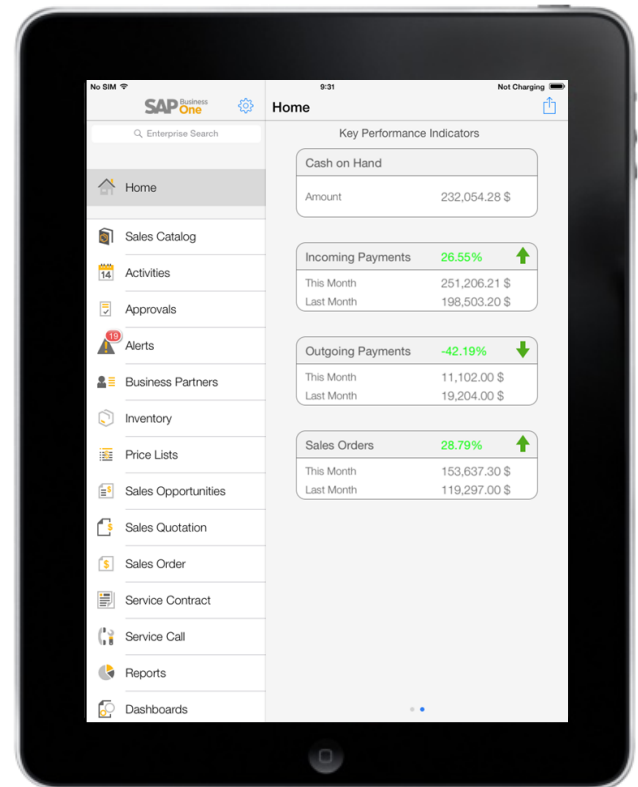 No SIM 9:31 Not Charging
SAP Business One
Home
Enterprise Search
Key Performance Indicators
Home
Sales Catalog
14 Activities
Approvals
19 Alerts
Business Partners
Inventory
Price Lists
Sales Opportunities
Sales Quotation
Sales Order
Service Contract
Service Call
Reports
Dashboards
Cash on Hand
Amount 232,054.28 $
Incoming Payments 26.55%
This Month 251,206.21 $
Last Month 198,503.20 $
Outgoing Payments -42.19%
This Month 11,102.00 $
Last Month 19,204.00 $
Sales Orders 28.79%
This Month 153,637.30 $
Last Month 119,297.00 $